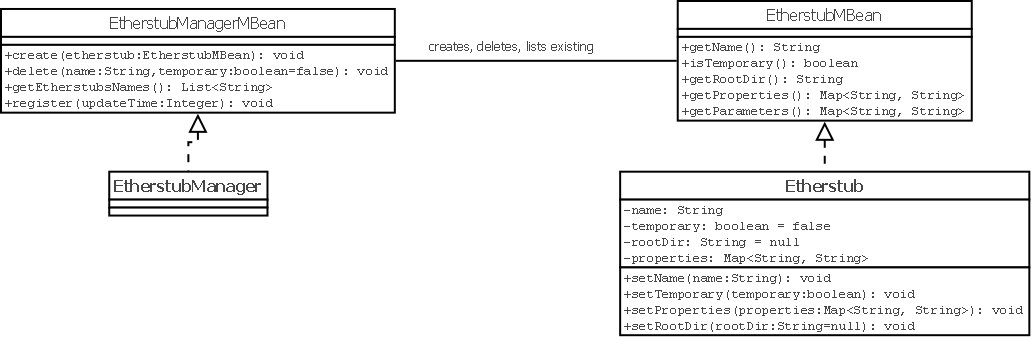 EtherstubManagerMBean
+create(etherstub:EtherstubMBean): void
+delete(name:String,temporary:boolean=false): void
+getEtherstubsNames(): List<String>
+register(updateTime:Integer): void
creates, deletes, lists existing
EtherstubMBean
+getName(): String
+isTemporary(): boolean
+getRootDir(): String
+getProperties(): Map<String, String>
+getParameters(): Map<String, String>
EtherstubManager
Etherstub
-name: String
-temporary: boolean = false
-rootDir: String = null
-properties: Map<String, String>
+setName(name:String): void
+setTemporary(temporary:boolean): void
+setProperties(properties:Map<String, String>): void
+setRootDir(rootDir:String=null): void